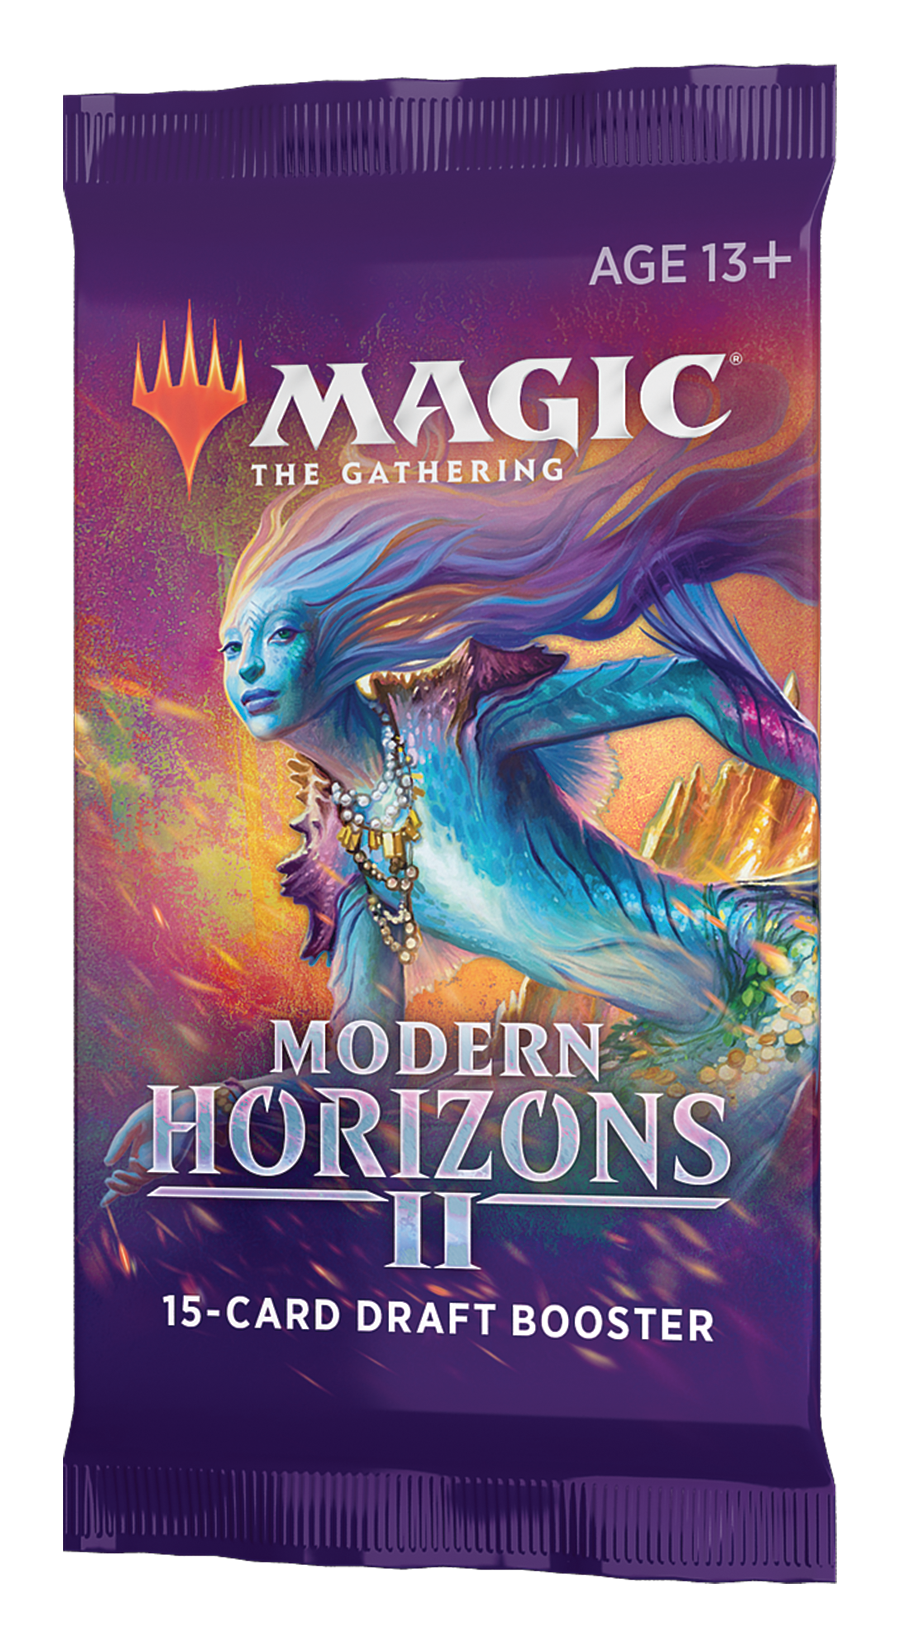 AGE 13+
MAGIC®
THE GATHERING
MODERN
HORIZONS
II
15-CARD DRAFT BOOSTER